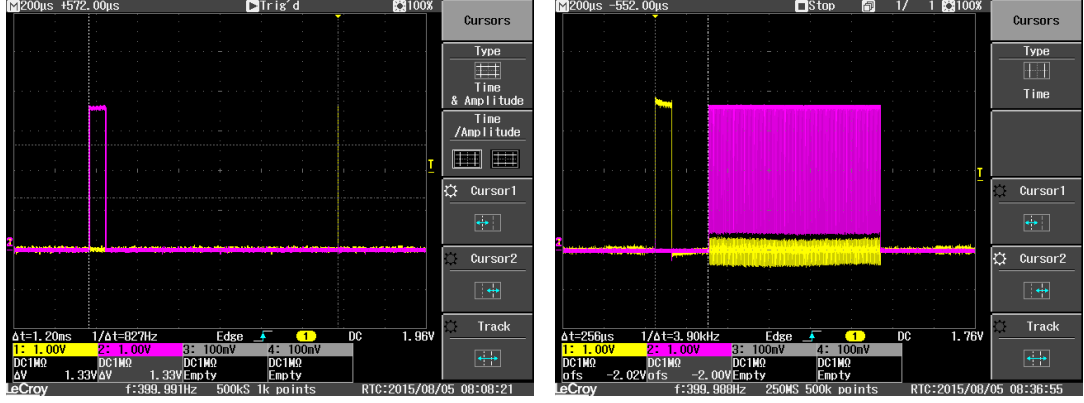 M200µs +572.00µs Trig'd 100%
Cursors
Type
Time
& Amplitude
Time
/Amplitude
T
Cursor1
Cursor2
Track
Δt=1.20ms 1/Δt=827Hz Edge 1 DC 1.96V
1: 1.00V 2: 1.00V 3: 100mV 4: 100mV
DC1MΩ DC1MΩ DC1MΩ DC1MΩ
ΔV 1.33V ΔV 1.33V Empty Empty
LeCroy f:399.991Hz 500kS 1k points RTC:2015/08/05 08:08:21
M200µs -552.00µs Stop 1/ 1 100%
Cursors
Type
Time
T
Cursor1
Cursor2
Track
Δt=256µs 1/Δt=3.90kHz Edge 1 DC 1.76V
1: 1.00V 2: 1.00V 3: 100mV 4: 100mV
DC1MΩ DC1MΩ DC1MΩ DC1MΩ
ofs -2.02V ofs -2.00V Empty Empty
LeCroy f:399.988Hz 250MS 500k points RTC:2015/08/05 08:36:55